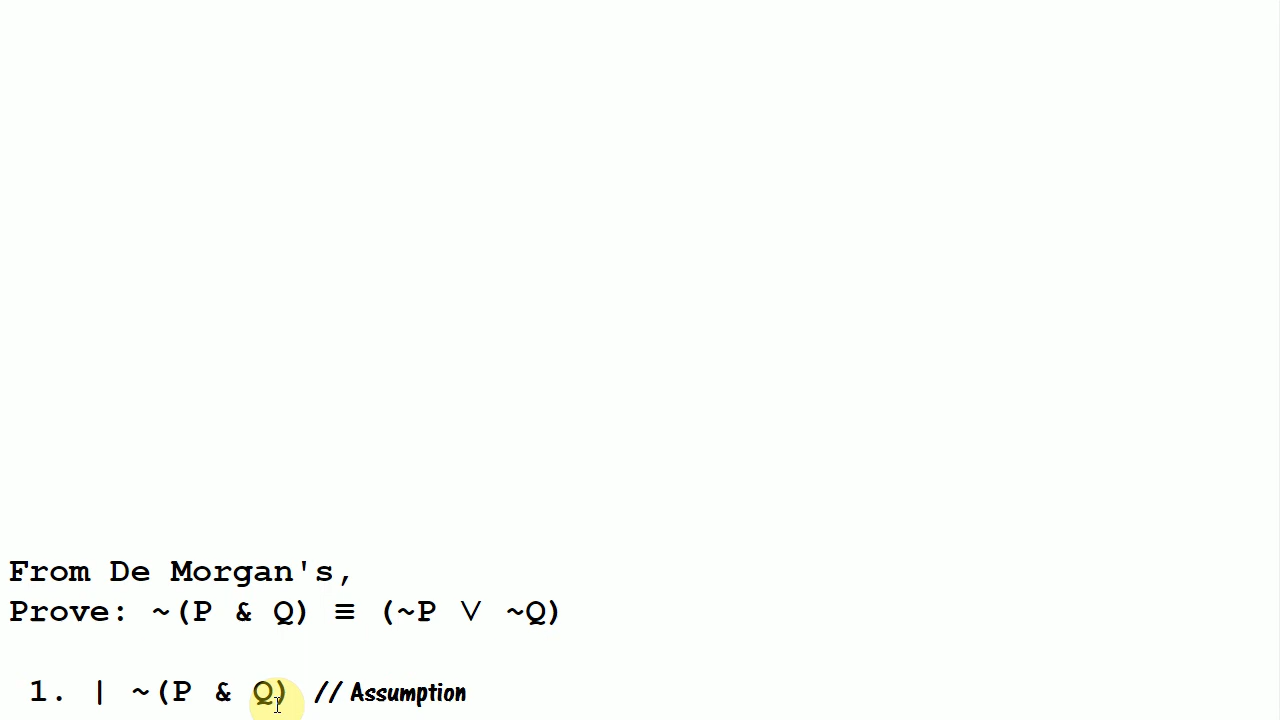 From De Morgan's,
Prove: ~(P & Q) ≡ (~P ∨ ~Q)
1. | ~(P & Q) // Assumption